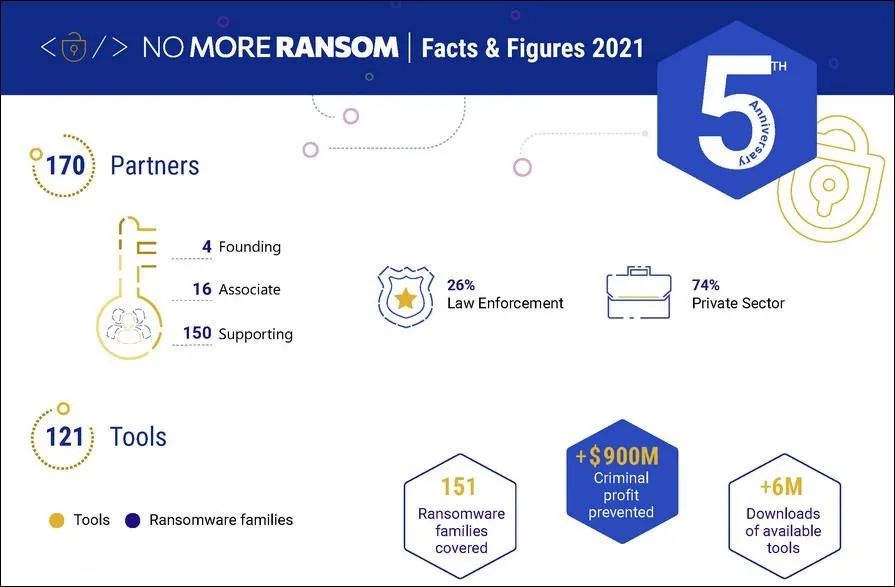 </> NO MORE RANSOM | Facts & Figures 2021
5TH
Anniversary
170 Partners
4 Founding
16 Associate
150 Supporting
26%
Law Enforcement
74%
Private Sector
121 Tools
Tools
Ransomware families
151
Ransomware
families
covered
+$900M
Criminal
profit
prevented
+6M
Downloads
of available
tools